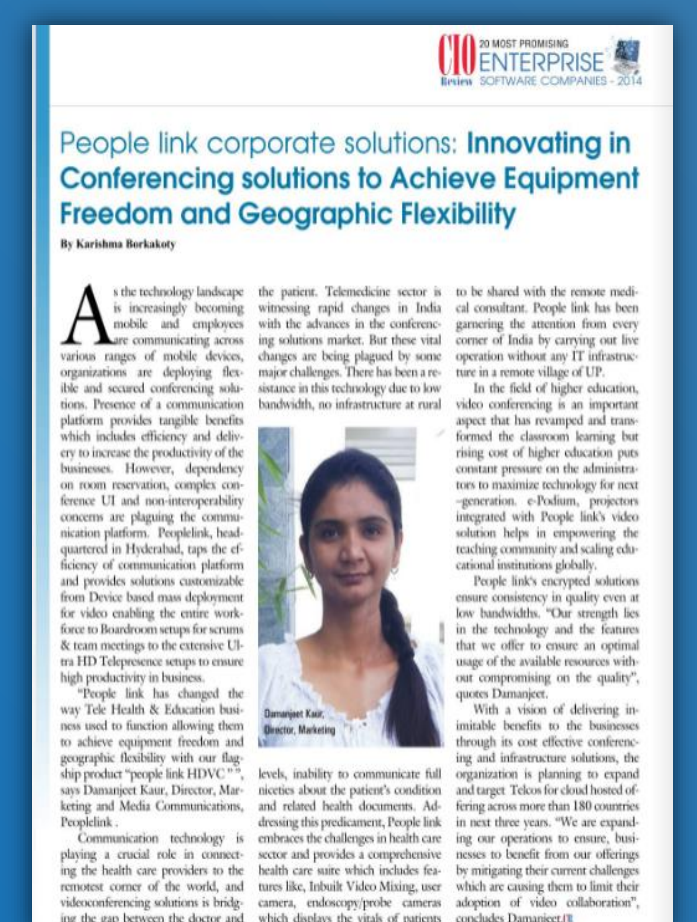 CIO
Review
20 MOST PROMISING
ENTERPRISE
SOFTWARE COMPANIES - 2014
People link corporate solutions: Innovating in
Conferencing solutions to Achieve Equipment
Freedom and Geographic Flexibility
By Karishma Borkakoty
As the technology landscape
is increasingly becoming
mobile and employees
are communicating across
various ranges of mobile devices,
organizations are deploying flex-
ible and secured conferencing solu-
tions. Presence of a communication
platform provides tangible benefits
which includes efficiency and deliv-
ery to increase the productivity of the
businesses. However, dependency
on room reservation, complex con-
ference UI and non-interoperability
concerns are plaguing the commu-
nication platform. Peoplelink, head-
quartered in Hyderabad, taps the ef-
ficiency of communication platform
and provides solutions customizable
from Device based mass deployment
for video enabling the entire work-
force to Boardroom setups for scrums
& team meetings to the extensive Ul-
tra HD Telepresence setups to ensure
high productivity in business.
"People link has changed the
way Tele Health & Education busi-
ness used to function allowing them
to achieve equipment freedom and
geographic flexibility with our flag-
ship product "people link HDVC " ",
says Damanjeet Kaur, Director, Mar-
keting and Media Communications,
Peoplelink .
Communication technology is
playing a crucial role in connect-
ing the health care providers to the
remotest corner of the world, and
videoconferencing solutions is bridg-
ing the gap between the doctor and
the patient. Telemedicine sector is
witnessing rapid changes in India
with the advances in the conferenc-
ing solutions market. But these vital
changes are being plagued by some
major challenges. There has been a re-
sistance in this technology due to low
bandwidth, no infrastructure at rural
Damanjeet Kaur,
Director, Marketing
levels, inability to communicate full
niceties about the patient's condition
and related health documents. Ad-
dressing this predicament, People link
embraces the challenges in health care
sector and provides a comprehensive
health care suite which includes fea-
tures like, Inbuilt Video Mixing, user
camera, endoscopy/probe cameras
which displays the vitals of patients
to be shared with the remote medi-
cal consultant. People link has been
garnering the attention from every
corner of India by carrying out live
operation without any IT infrastruc-
ture in a remote village of UP.
In the field of higher education,
video conferencing is an important
aspect that has revamped and trans-
formed the classroom learning but
rising cost of higher education puts
constant pressure on the administra-
tors to maximize technology for next
-generation. e-Podium, projectors
integrated with People link's video
solution helps in empowering the
teaching community and scaling edu-
cational institutions globally.
People link's encrypted solutions
ensure consistency in quality even at
low bandwidths. "Our strength lies
in the technology and the features
that we offer to ensure an optimal
usage of the available resources with-
out compromising on the quality",
quotes Damanjeet.
With a vision of delivering in-
imitable benefits to the businesses
through its cost effective conferenc-
ing and infrastructure solutions, the
organization is planning to expand
and target Telcos for cloud hosted of-
fering across more than 180 countries
in next three years. "We are expand-
ing our operations to ensure, busi-
nesses to benefit from our offerings
by mitigating their current challenges
which are causing them to limit their
adoption of video collaboration",
concludes Damanjeet.